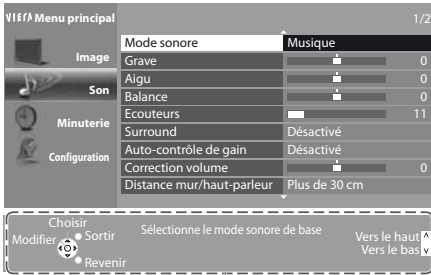 VIErA Menu principal
1/2
Image
Son
Minuterie
Configuration
Mode sonore Musique
Grave 0
Aigu 0
Balance 0
Ecouteurs 11
Surround Désactivé
Auto-contrôle de gain Désactivé
Correction volume 0
Distance mur/haut-parleur Plus de 30 cm
Choisir
Modifier
Sortir
Revenir
Sélectionne le mode sonore de base
Vers le haut
Vers le bas